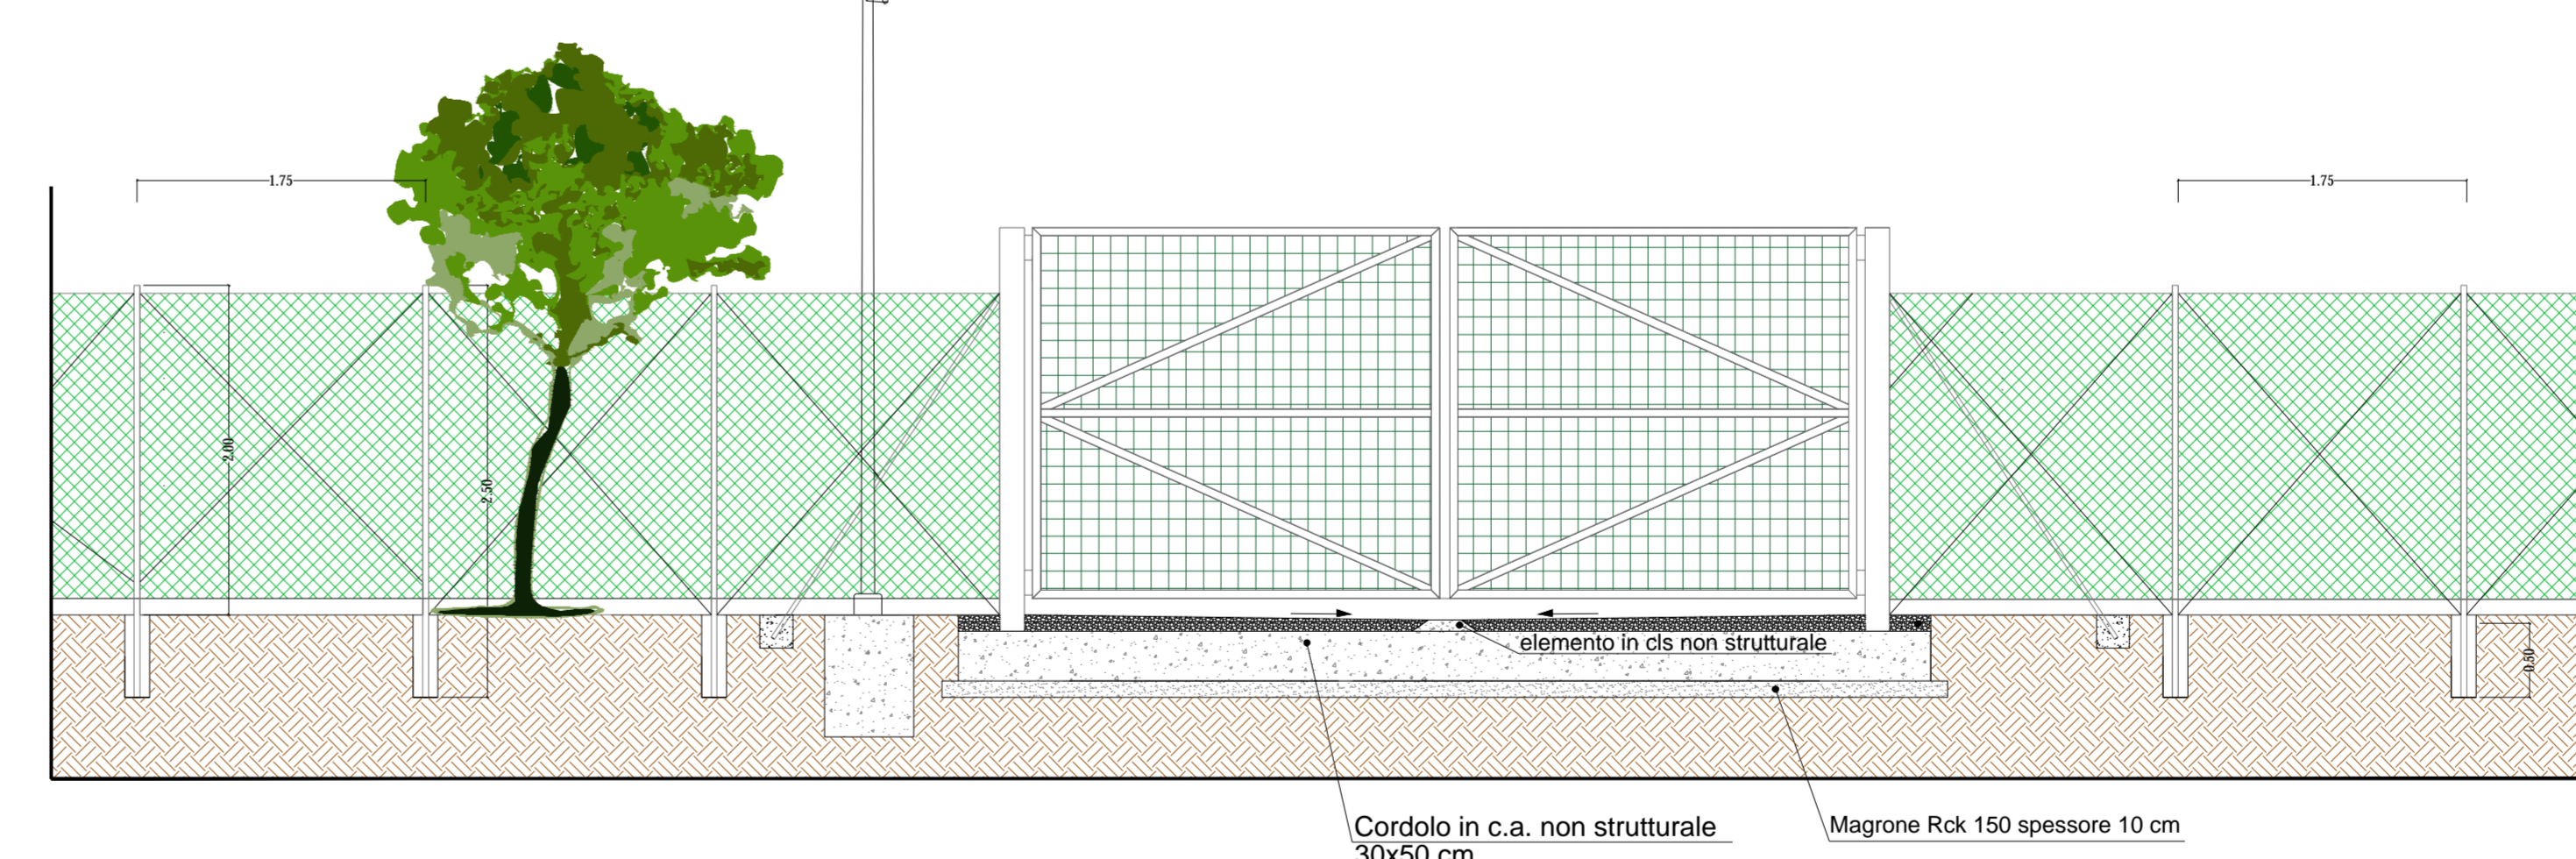 1.75
1.75
2.00
2.50
elemento in cls non strutturale
0.50
Cordolo in c.a. non strutturale
30x50 cm
Magrone Rck 150 spessore 10 cm